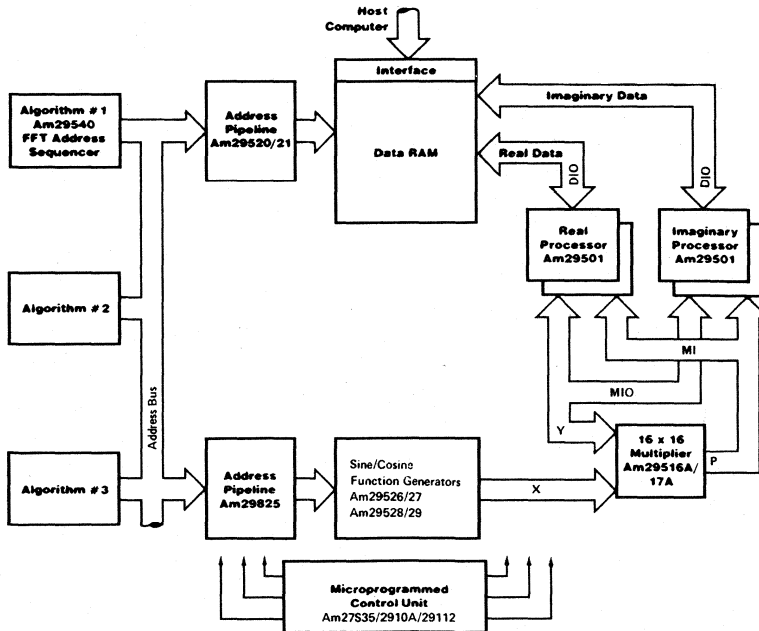 Host
Computer
Interface
Data RAM
Algorithm #1
Am29540
FFT Address
Sequencer
Address
Pipeline
Am29520/21
Imaginary Data
Real Data
DIO
DIO
Real
Processor
Am29501
Imaginary
Processor
Am29501
Algorithm #2
Address Bus
MI
MIO
Y
16 x 16
Multiplier
Am29516A/
17A
P
Algorithm #3
Address
Pipeline
Am29825
Sine/Cosine
Function Generators
Am29526/27
Am29528/29
X
Microprogrammed
Control Unit
Am27S35/2910A/29112